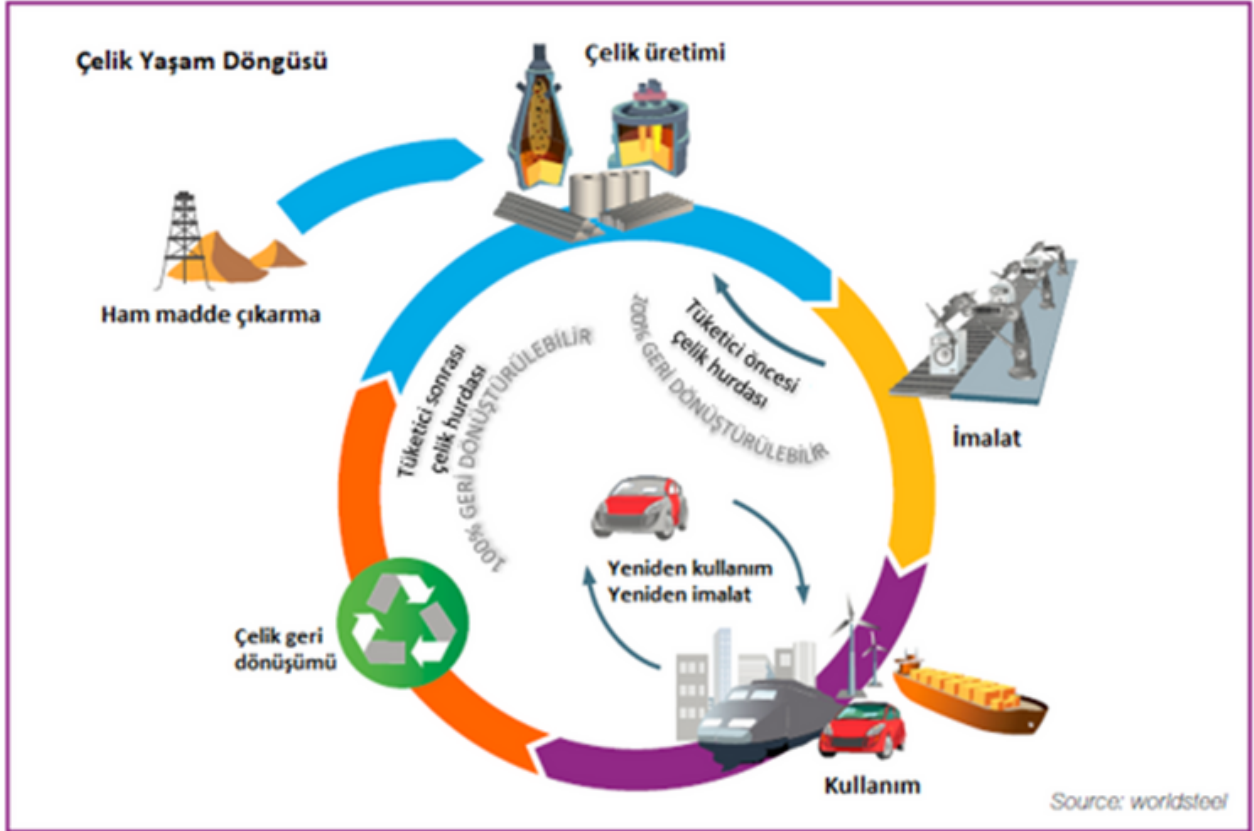 Çelik Yaşam Döngüsü
Çelik üretimi
Ham madde çıkarma
Tüketici öncesi
çelik hurdası
100% GERİ DÖNÜŞTÜRÜLEBİLİR
Tüketici sonrası
çelik hurdası
100% GERİ DÖNÜŞTÜRÜLEBİLİR
İmalat
Yeniden kullanım
Yeniden imalat
Çelik geri
dönüşümü
Kullanım
Source: worldsteel